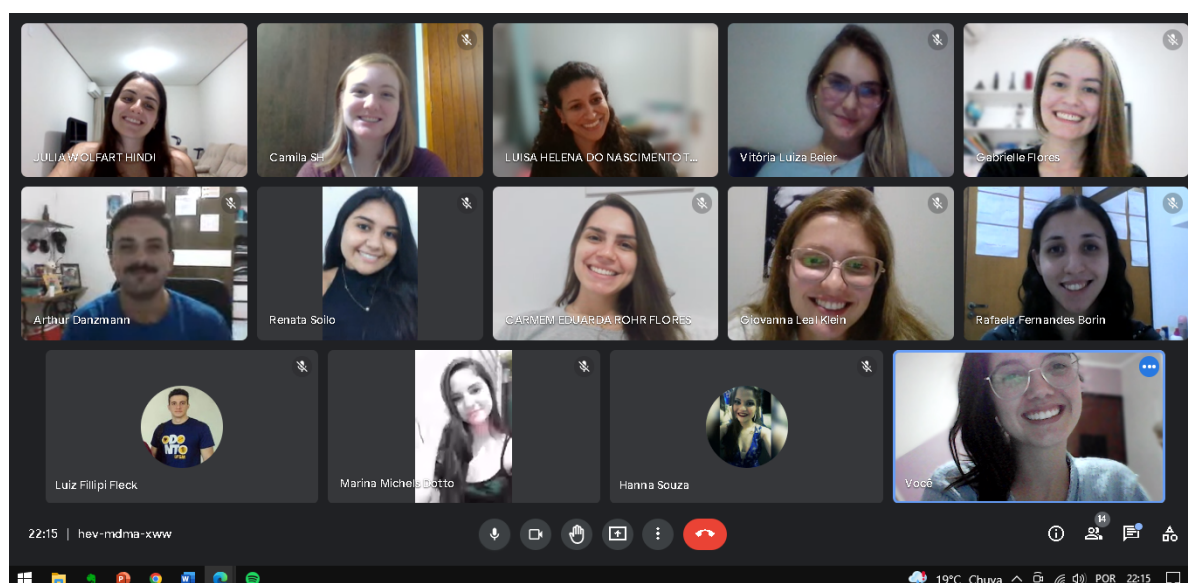 JULIA WOLFART HINDI
Camila SH
LUISA HELENA DO NASCIMENTO T...
Vitória Luiza Beier
Gabrielle Flores
Arthur Danzmann
Renata Soilo
CARMEM EDUARDA ROHR FLORES
Giovanna Leal Klein
Rafaela Fernandes Borin
ODO
NTO
Luiz Fillipi Fleck
Marina Michels Dotto
Hanna Souza
Você
22:15 | hev-mdma-xww
14
19°C Chuva POR 22:15